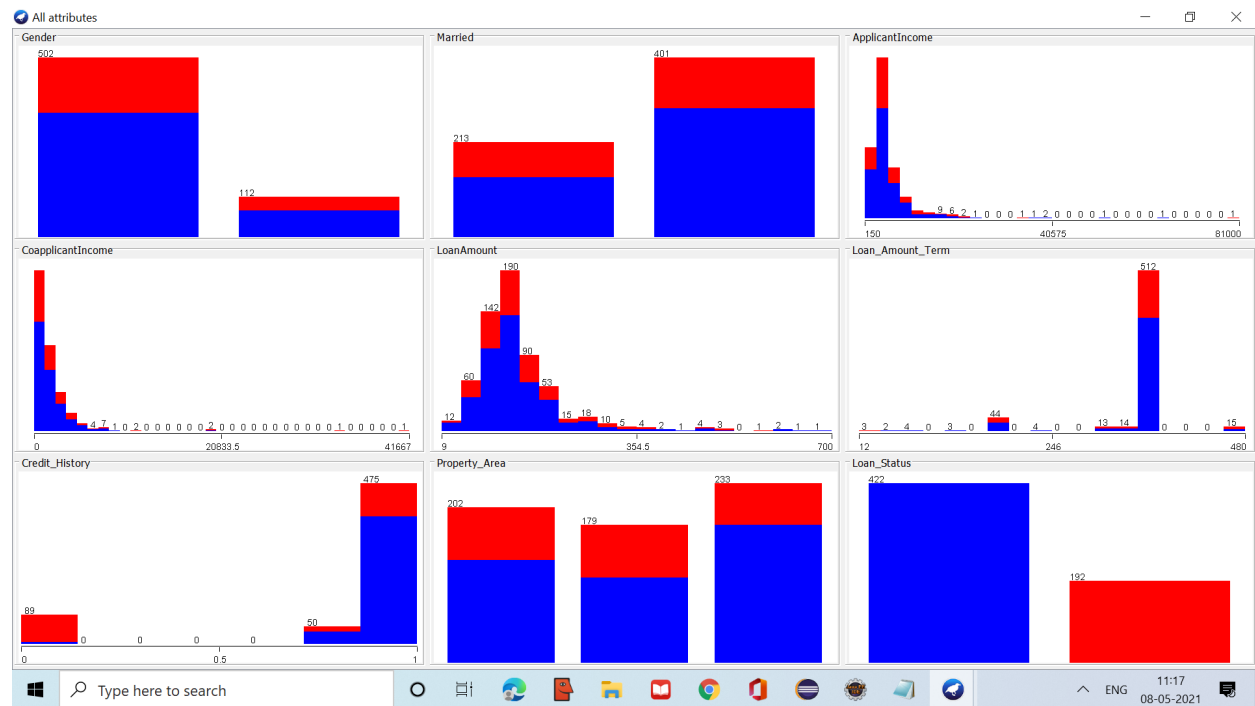 All attributes
Gender
502
112
Married
213
401
ApplicantIncome
9 6 2 1 0 0 0 1 1 2 0 0 0 0 1 0 0 0 0 1 0 0 0 0 0 1
150 40575 81000
CoapplicantIncome
4 7 1 0 2 0 0 0 0 0 0 2 0 0 0 0 0 0 0 0 0 0 0 1 0 0 0 0 0 1
0 20833.5 41667
LoanAmount
12 60 142 190 90 53 15 18 10 5 4 2 1 4 3 0 1 2 1 1
9 354.5 700
Loan_Amount_Term
3 2 4 0 3 0 44 0 4 0 0 13 14 512 0 0 0 15
12 246 480
Credit_History
89 0 0 0 0 50 475
0 0.5 1
Property_Area
202 179 233
Loan_Status
422
192
Type here to search
ENG
11:17
08-05-2021